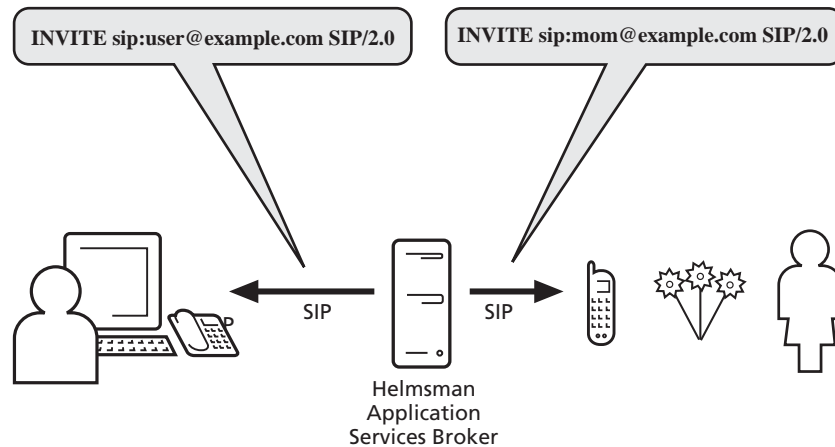 INVITE sip:user@example.com SIP/2.0
INVITE sip:mom@example.com SIP/2.0
P
SIP
SIP
Helmsman
Application
Services Broker